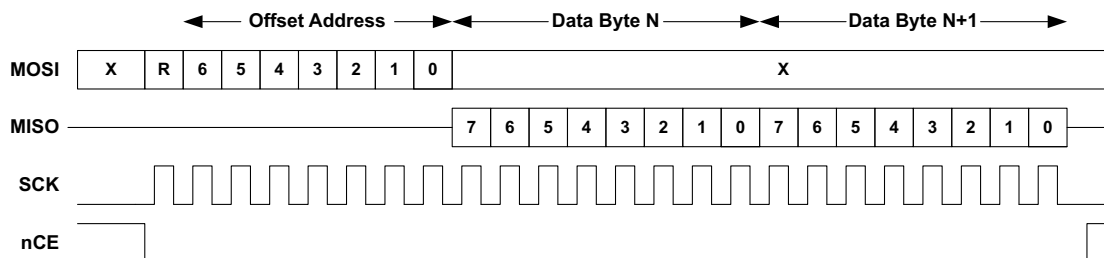 Offset Address Data Byte N Data Byte N+1
MOSI X R 6 5 4 3 2 1 0 X
MISO 7 6 5 4 3 2 1 0 7 6 5 4 3 2 1 0
SCK
nCE